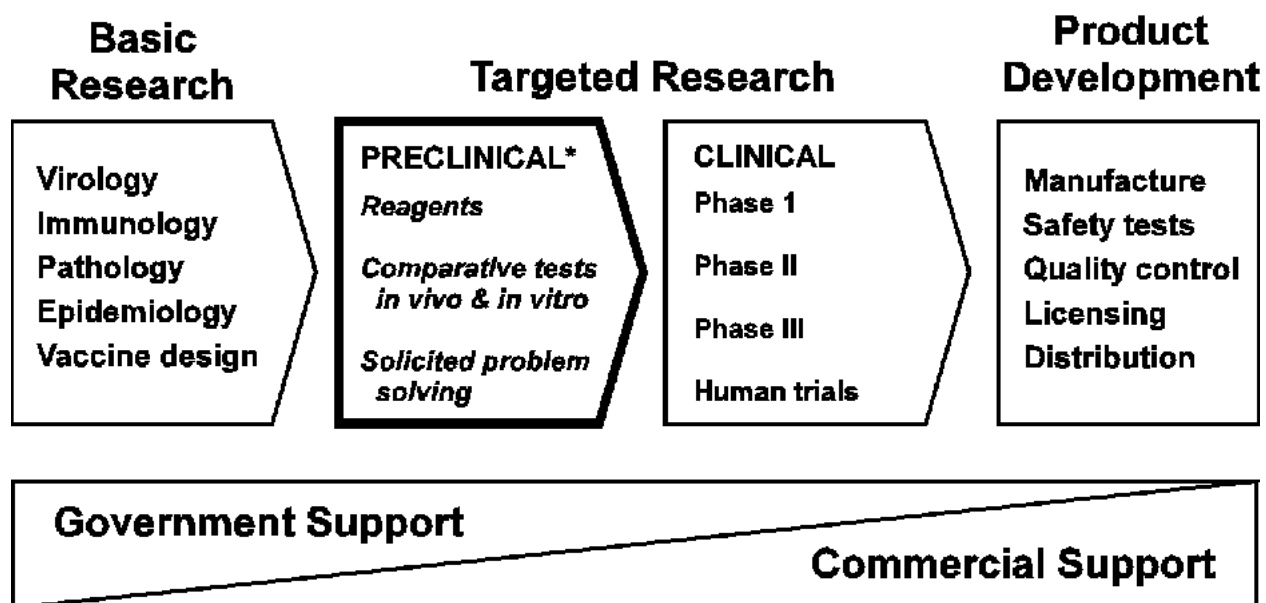 Basic
Research
Targeted Research
Product
Development
Virology
Immunology
Pathology
Epidemiology
Vaccine design
PRECLINICAL*
Reagents
Comparative tests
in vivo & in vitro
Solicited problem
solving
CLINICAL
Phase 1
Phase II
Phase III
Human trials
Manufacture
Safety tests
Quality control
Licensing
Distribution
Government Support
Commercial Support